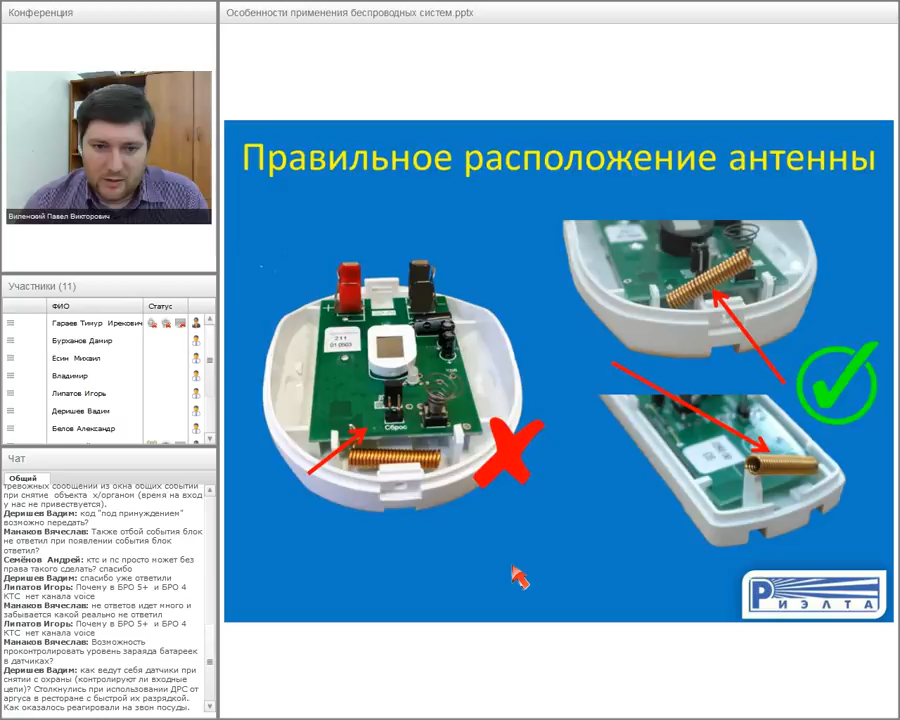 Конференция
Виленский Павел Викторович
Участники (11)
ФИО
Статус
Гараев Тимур Ирекович
Бурханов Дамир
Есин Михаил
Владимир
Липатов Игорь
Деришев Вадим
Белов Александр
Чат
Общий
тревожных сообщений из окна общих событий
при снятие объекта х/органом (время на вход
у нас не привествуется).
Деришев Вадим: код "под принуждением"
возможно передать?
Манаков Вячеслав: Также отбой события блок
не ответил при появлении события блок
ответил?
Семёнов Андрей: ктс и пс просто может без
права такого сделать? спасибо
Деришев Вадим: спасибо уже ответили
Липатов Игорь: Почему в БРО 5+ и БРО 4
КТС нет канала voice
Манаков Вячеслав: не ответов идет много и
забывается какой реально не ответил
Липатов Игорь: Почему в БРО 5+ и БРО 4
КТС нет канала voice
Манаков Вячеслав: Возможность
проконтролировать уровень зараяда батареек
в датчиках?
Деришев Вадим: как ведут себя датчики при
снятии с охраны (контролируют ли входные
цепи)? Столкнулись при использовании ДРС от
аргуса в ресторане с быстрой их разрядкой.
Как оказалось реагировали на звон посуды.
Особенности применения беспроводных систем.pptx
Правильное расположение антенны
211
Сброс
РИЭЛТА